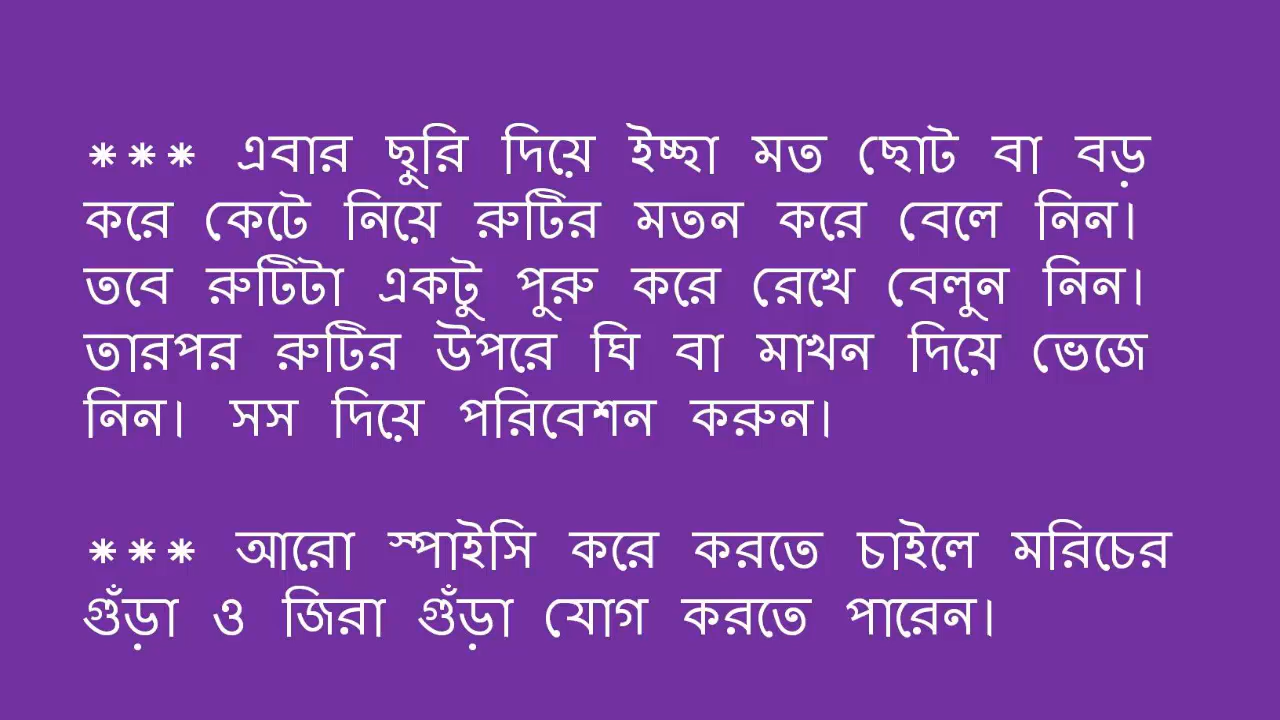 *** এবার ছুরি দিয়ে ইচ্ছা মত ছোট বা বড়
করে কেটে নিয়ে রুটির মতন করে বেলে নিন।
তবে রুটিটা একটু পুরু করে রেখে বেলুন নিন।
তারপর রুটির উপরে ঘি বা মাখন দিয়ে ভেজে
নিন। সস দিয়ে পরিবেশন করুন।
*** আরো স্পাইসি করে করতে চাইলে মরিচের
গুঁড়া ও জিরা গুঁড়া যোগ করতে পারেন।